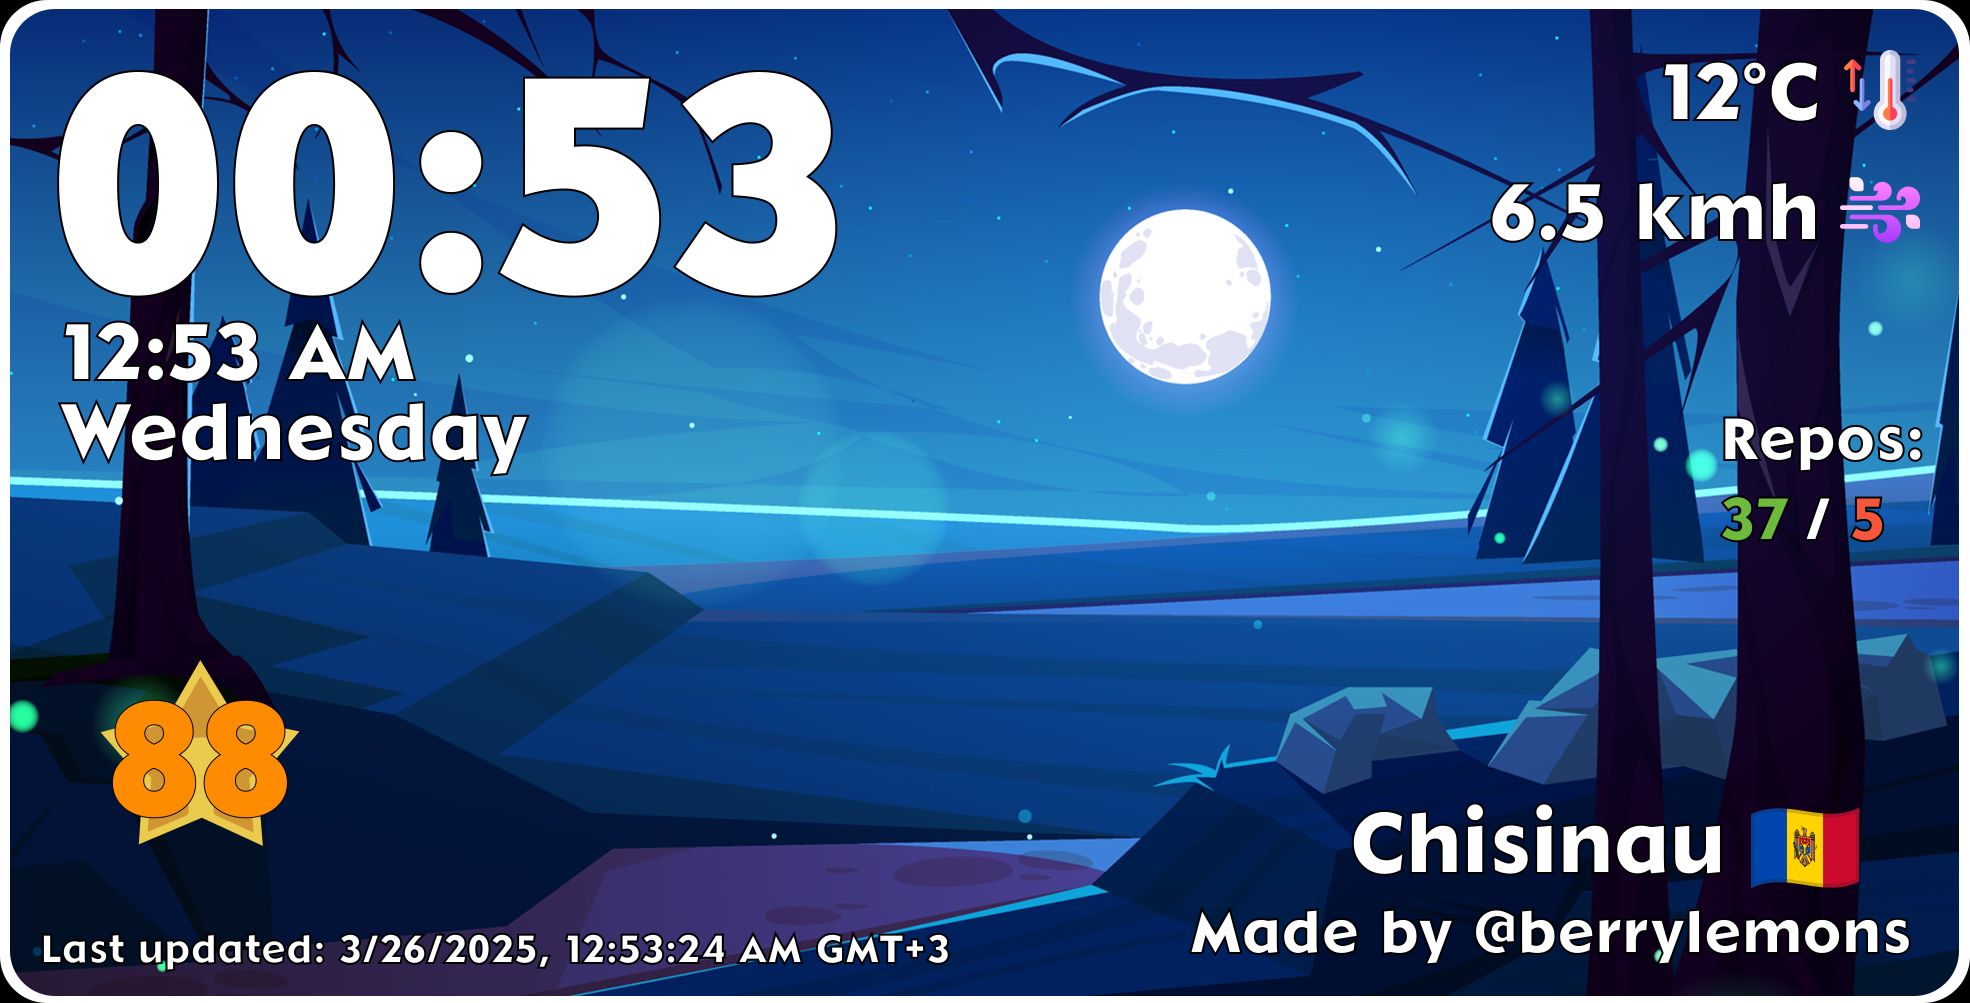 00:53
12:53 AM
Wednesday
12°C
6.5 kmh
Repos:
37 / 5
88
Chisinau
Made by @berrylemons
Last updated: 3/26/2025, 12:53:24 AM GMT+3